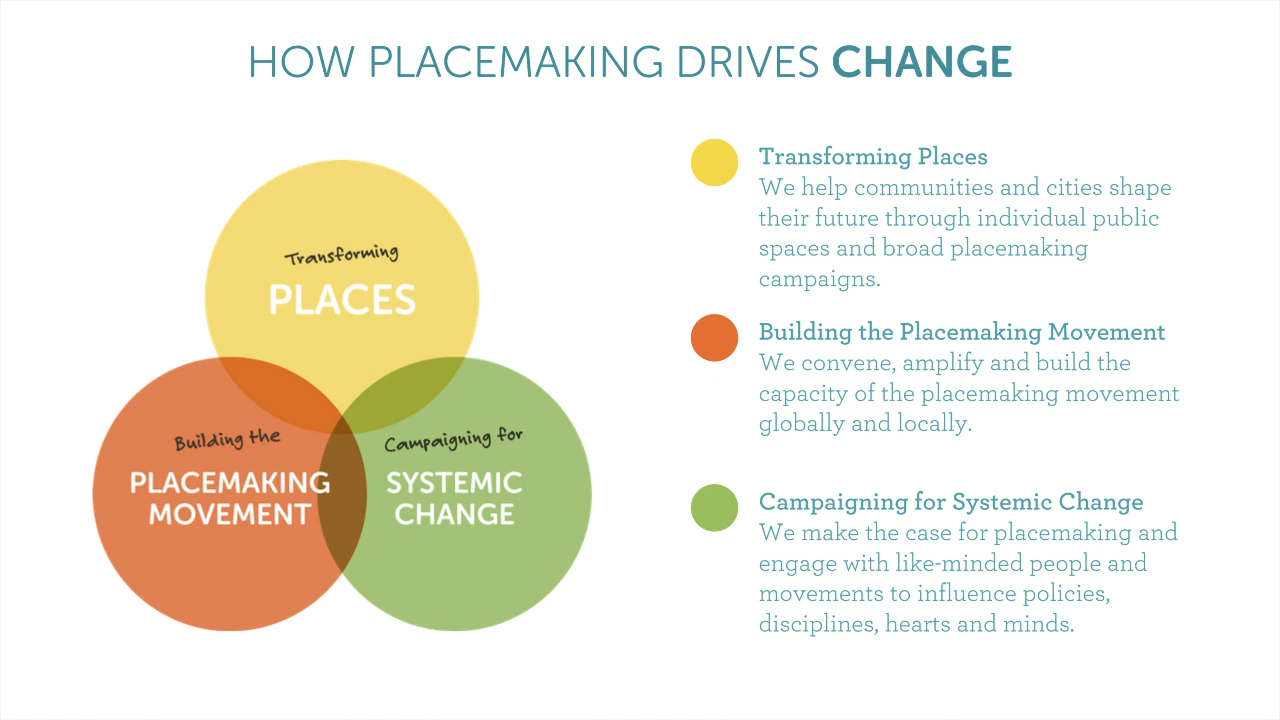 HOW PLACEMAKING DRIVES CHANGE
Transforming
PLACES
Building the
PLACEMAKING
MOVEMENT
Campaigning for
SYSTEMIC
CHANGE
Transforming Places
We help communities and cities shape
their future through individual public
spaces and broad placemaking
campaigns.
Building the Placemaking Movement
We convene, amplify and build the
capacity of the placemaking movement
globally and locally.
Campaigning for Systemic Change
We make the case for placemaking and
engage with like-minded people and
movements to influence policies,
disciplines, hearts and minds.